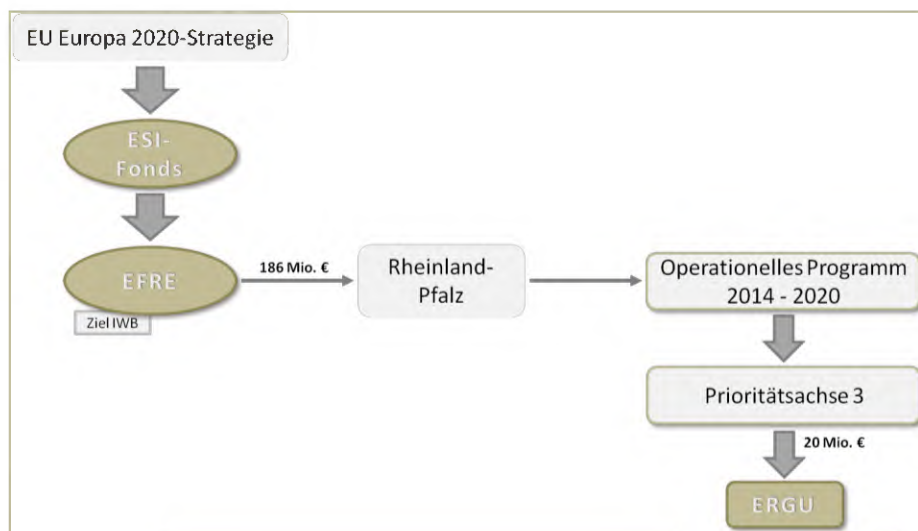 EU Europa 2020-Strategie
ESI-
Fonds
EFRE
Ziel IWB
186 Mio. €
Rheinland-
Pfalz
Operationelles Programm
2014 - 2020
Prioritätsachse 3
20 Mio. €
ERGU